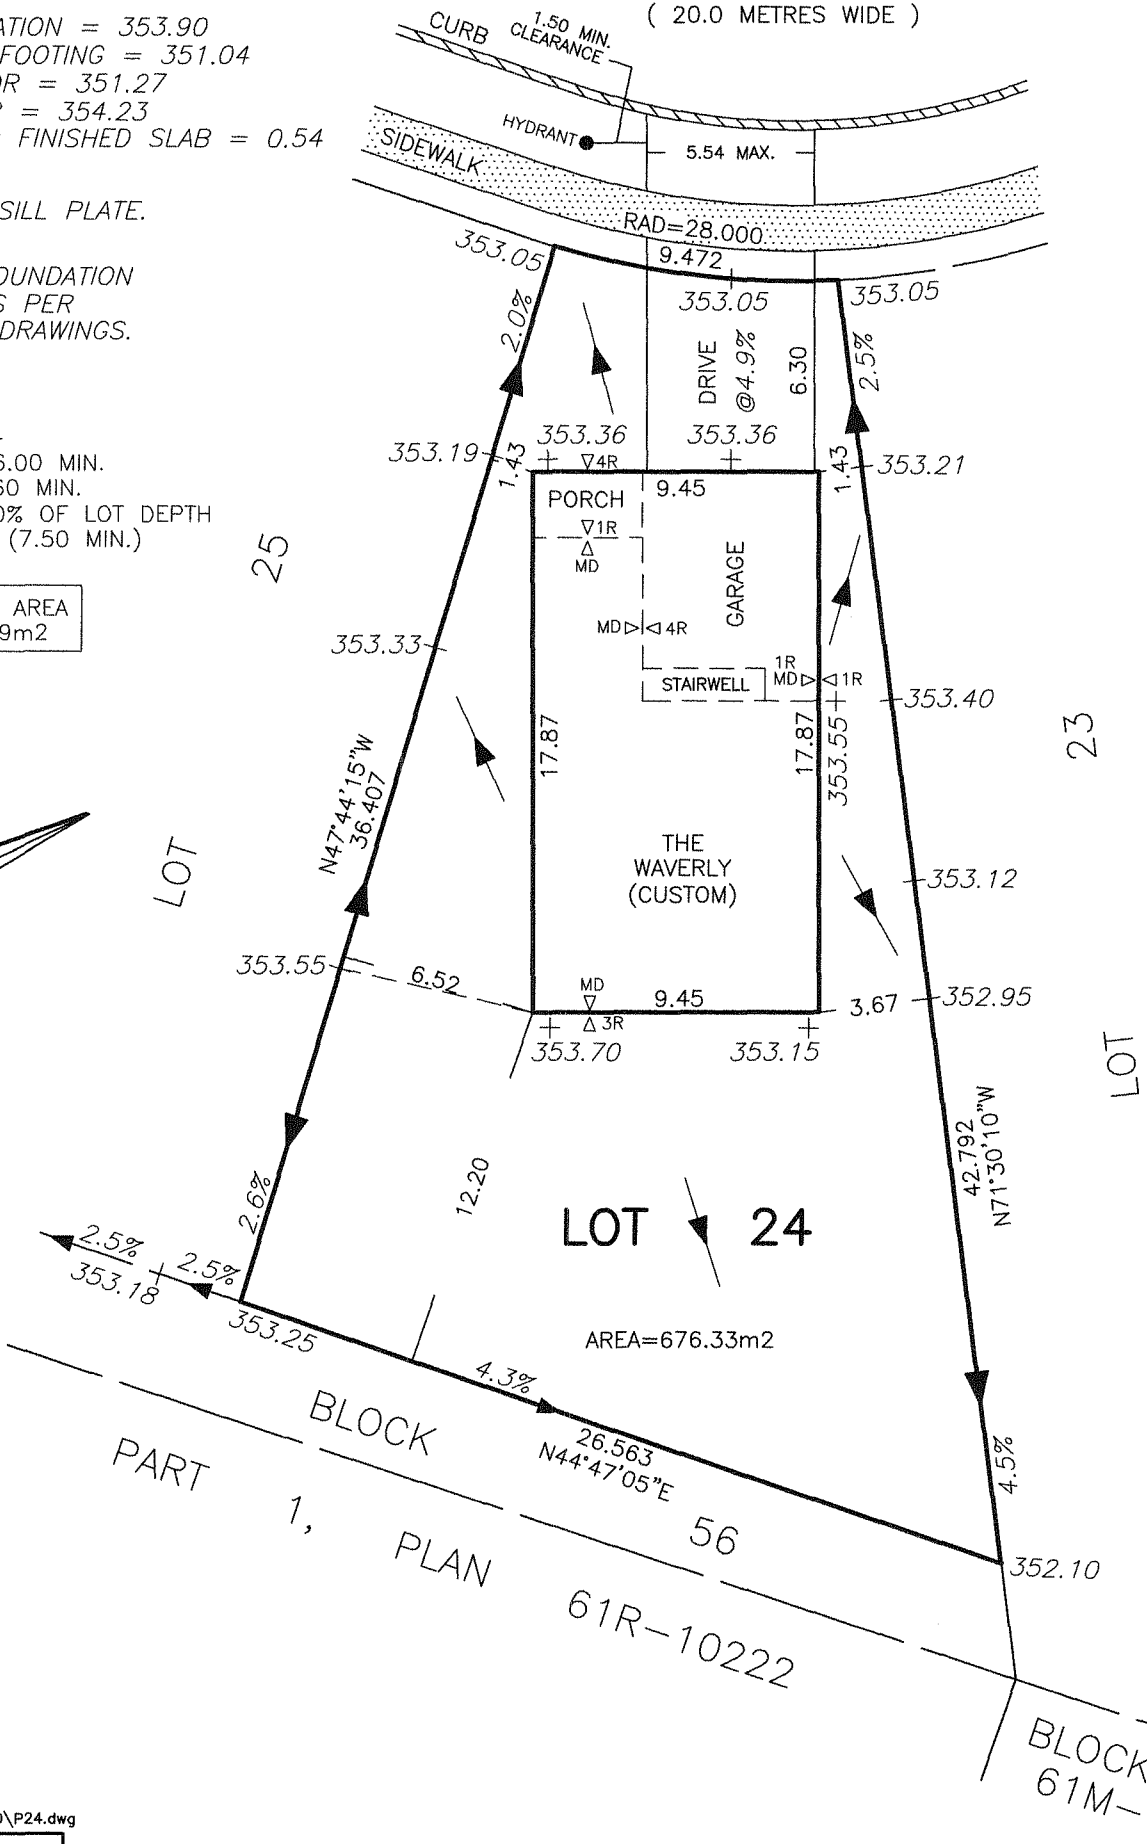 ( 20.0 METRES WIDE )
ATION = 353.90
FOOTING = 351.04
OR = 351.27
= 354.23
FINISHED SLAB = 0.54
SILL PLATE.
OUNDATION
S PER
DRAWINGS.
6.00 MIN.
60 MIN.
0% OF LOT DEPTH
(7.50 MIN.)
AREA
9m2
CURB
1.50 MIN.
CLEARANCE
HYDRANT
5.54 MAX.
SIDEWALK
RAD=28.000
9.472
353.05
353.05
353.05
2.0%
DRIVE
@4.9%
6.30
2.5%
353.36
353.36
353.19
1.43
4R
1.43
353.21
9.45
PORCH
1R
MD
GARAGE
25
353.33
MD
4R
STAIRWELL
1R
MD
1R
353.40
353.55
23
17.87
17.87
N47°44'15"W
36.407
THE
WAVERLY
(CUSTOM)
353.12
LOT
353.55
6.52
MD
3R
9.45
3.67
352.95
353.70
353.15
LOT
42.792
N71°30'10"W
12.20
LOT 24
2.6%
2.5%
353.18
2.5%
353.25
AREA=676.33m2
4.3%
26.563
N44°47'05"E
4.5%
352.10
BLOCK 56
PART 1, PLAN 61R-10222
BLOCK
61M-
\P24.dwg